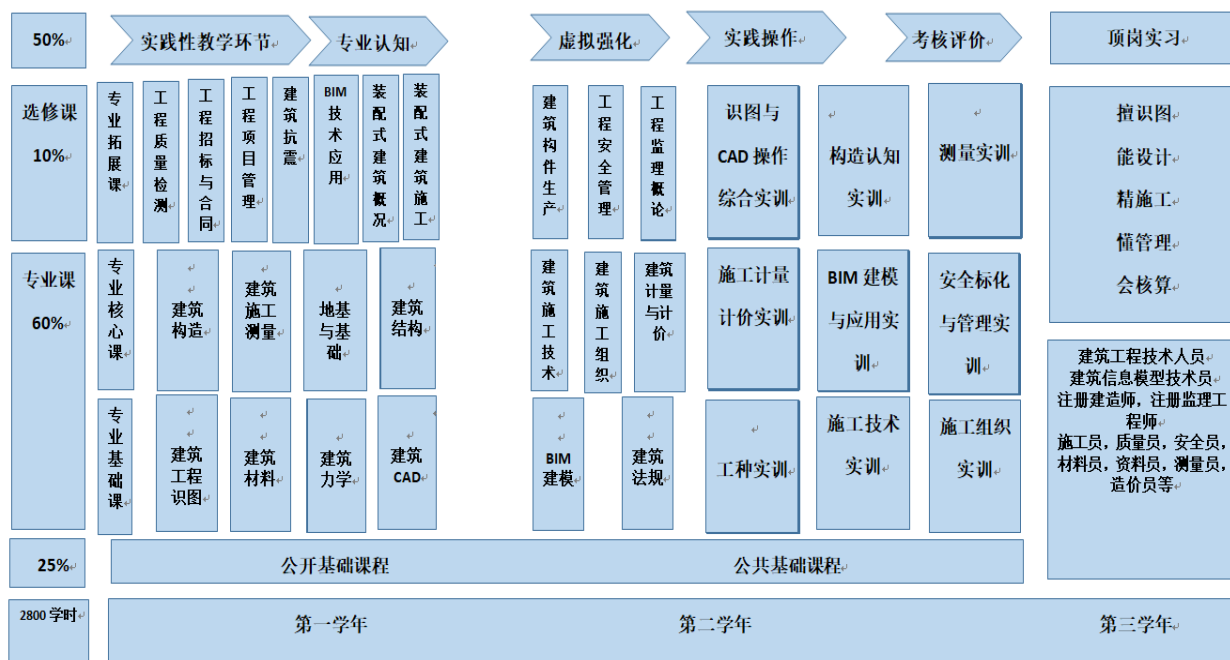 50%
实践性教学环节
专业认知
虚拟强化
实践操作
考核评价
顶岗实习
选修课
10%
专业拓展课
工程质量检测
工程招标与合同
工程项目管理
建筑抗震
BIM技术应用
装配式建筑概况
装配式建筑施工
建筑构件生产
工程安全管理
工程监理概论
识图与
CAD 操作
综合实训
构造认知
实训
测量实训
擅识图
能设计
精施工
懂管理
会核算
专业课
60%
专业核心课
建筑
构造
建筑
施工
测量
地基
与基
础
建筑
结构
建筑施工技术
建筑施工组织
建筑
计量
与计
价
施工计量
计价实训
BIM 建模
与应用实
训
安全标化
与管理实
训
专业基础课
建筑
工程
识图
建筑
材料
建筑
力学
建筑
CAD
BIM
建模
建筑
法规
工种实训
施工技术
实训
施工组织
实训
建筑工程技术人员
建筑信息模型技术员
注册建造师，注册监理工
程师
施工员，质量员，安全员，
材料员，资料员，测量员，
造价员等
25%
公开基础课程
公共基础课程
2800 学时
第一学年
第二学年
第三学年